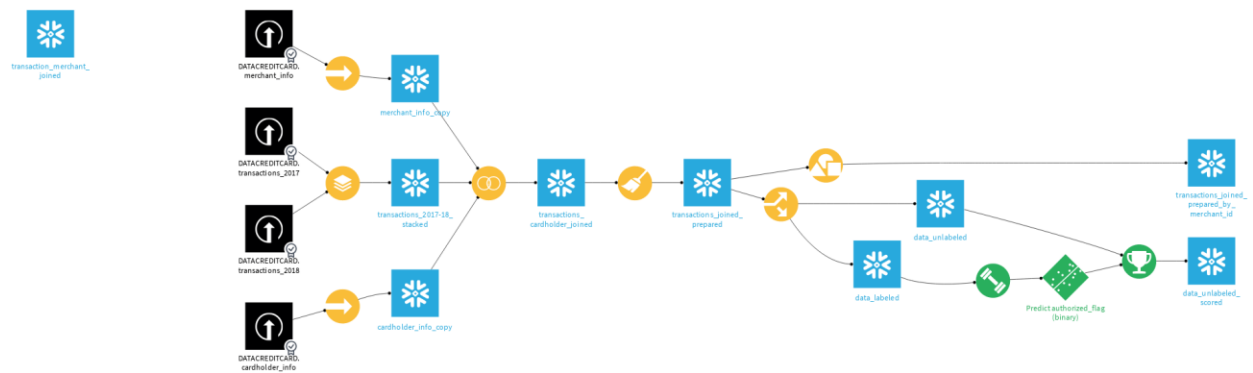 transaction_merchant_
joined
DATACREDITCARD.
merchant_info
merchant_info_copy
DATACREDITCARD.
transactions_2017
transactions_2017-18_
stacked
transactions_
cardholder_joined
transactions_joined_
prepared
transactions_joined_
prepared_by_
merchant_id
data_unlabeled
DATACREDITCARD.
transactions_2018
data_labeled
Predict authorized_flag
(binary)
data_unlabeled_
scored
cardholder_info_copy
DATACREDITCARD.
cardholder_info